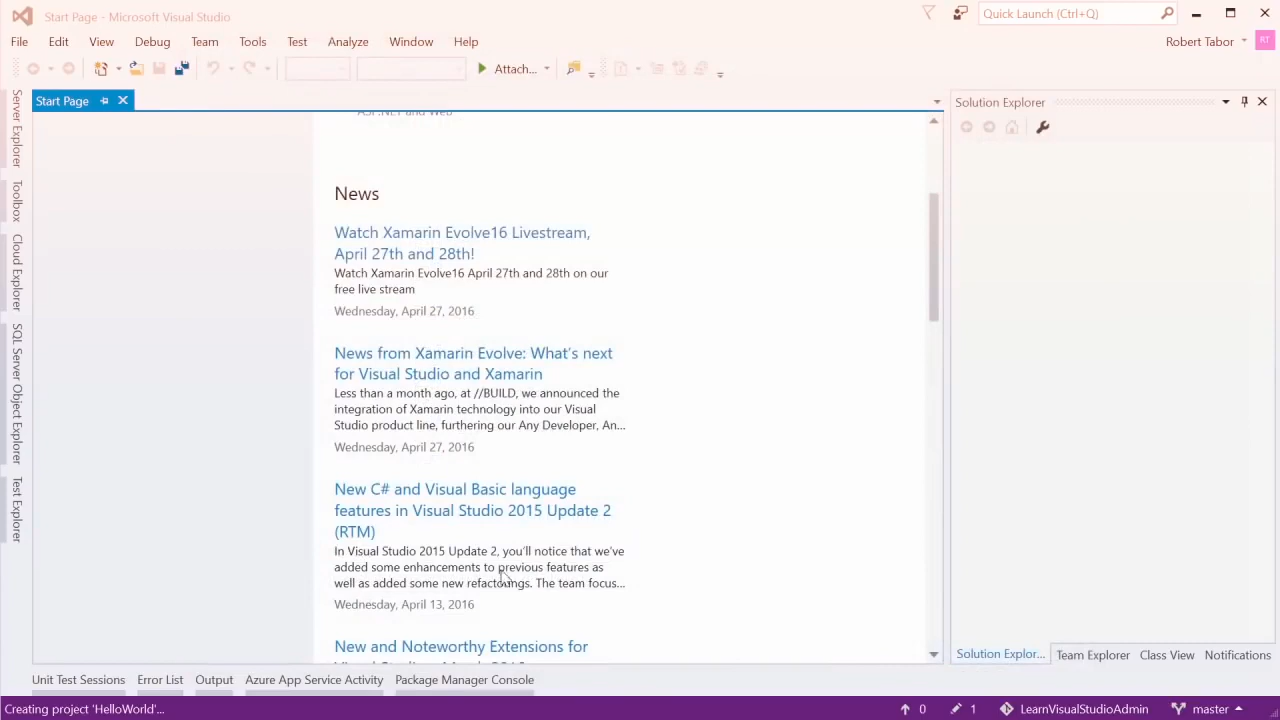 Start Page - Microsoft Visual Studio
Quick Launch (Ctrl+Q)
File Edit View Debug Team Tools Test Analyze Window Help
Robert Tabor
RT
Attach...
Start Page
Solution Explorer
Server Explorer
Toolbox
Cloud Explorer
SQL Server Object Explorer
Test Explorer
ASP.NET and Web
News
Watch Xamarin Evolve16 Livestream,
April 27th and 28th!
Watch Xamarin Evolve16 April 27th and 28th on our
free live stream
Wednesday, April 27, 2016
News from Xamarin Evolve: What's next
for Visual Studio and Xamarin
Less than a month ago, at //BUILD, we announced the
integration of Xamarin technology into our Visual
Studio product line, furthering our Any Developer, An...
Wednesday, April 27, 2016
New C# and Visual Basic language
features in Visual Studio 2015 Update 2
(RTM)
In Visual Studio 2015 Update 2, you'll notice that we've
added some enhancements to previous features as
well as added some new refactorings. The team focus...
Wednesday, April 13, 2016
New and Noteworthy Extensions for
Solution Explor... Team Explorer Class View Notifications
Unit Test Sessions Error List Output Azure App Service Activity Package Manager Console
Creating project 'HelloWorld'...
0 1 LearnVisualStudioAdmin master